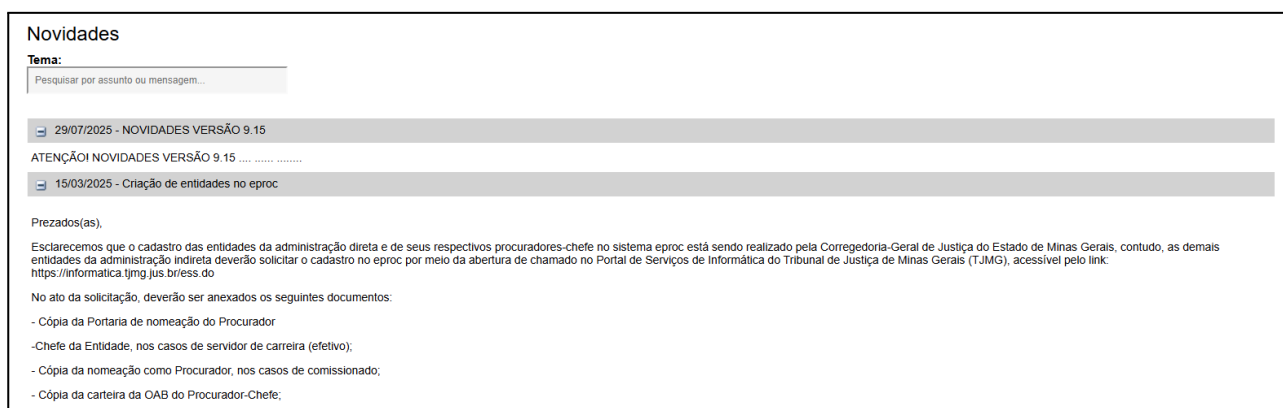 Novidades
Tema:
Pesquisar por assunto ou mensagem...
29/07/2025 - NOVIDADES VERSÃO 9.15
ATENÇÃO! NOVIDADES VERSÃO 9.15 .... ...... ........
15/03/2025 - Criação de entidades no eproc
Prezados(as),
Esclarecemos que o cadastro das entidades da administração direta e de seus respectivos procuradores-chefe no sistema eproc está sendo realizado pela Corregedoria-Geral de Justiça do Estado de Minas Gerais, contudo, as demais
entidades da administração indireta deverão solicitar o cadastro no eproc por meio da abertura de chamado no Portal de Serviços de Informática do Tribunal de Justiça de Minas Gerais (TJMG), acessível pelo link:
https://informatica.tjmg.jus.br/ess.do
No ato da solicitação, deverão ser anexados os seguintes documentos:
- Cópia da Portaria de nomeação do Procurador
-Chefe da Entidade, nos casos de servidor de carreira (efetivo);
- Cópia da nomeação como Procurador, nos casos de comissionado;
- Cópia da carteira da OAB do Procurador-Chefe;